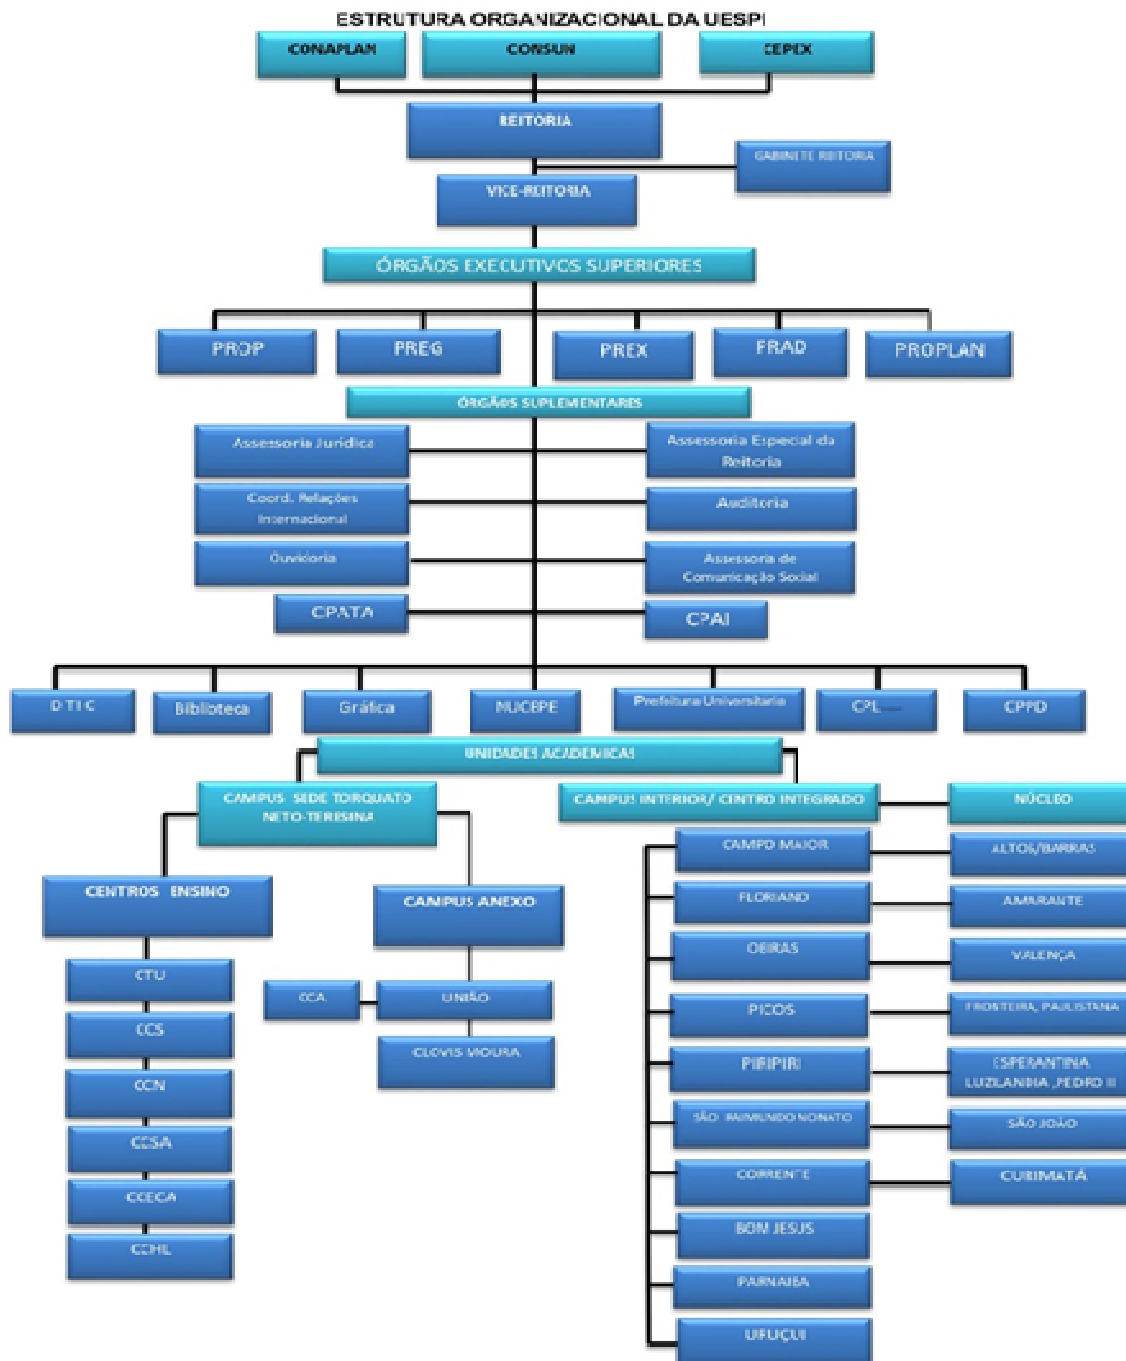 ESTRUTURA ORGANIZACIONAL DA UESPI
CONAPLAN
CONSUN
CEPEX
REITORIA
GABINETE REITORIA
VICE-REITORIA
ÓRGÃOS EXECUTIVOS SUPERIORES
PROP
PREG
PREX
PRAD
PROPLAN
ÓRGÃOS SUPLEMENTARES
Assessoria Jurídica
Assessoria Especial da
Reitoria
Coord. Relações
Internacional
Auditoria
Ouvidoria
Assessoria de
Comunicação Social
CPATA
CPAI
DTIC
Biblioteca
Gráfica
NUCEPE
Prefeitura Universitaria
CPL
CPPD
UNIDADES ACADEMICAS
CAMPUS SEDE TORQUATO
NETO-TERESINA
CAMPUS INTERIOR/ CENTRO INTEGRADO
NÚCLEO
CENTROS ENSINO
CAMPUS ANEXO
CTU
CCS
CCN
CCSA
CCECA
CCHL
CCA
UNIÃO
CLOVIS MOURA
CAMPO MAIOR
ALTOS/BARRAS
FLORIANO
AMARANTE
OEIRAS
VALENÇA
PICOS
FRONTEIRA, PAULISTANA
PIRIPIRI
ESPERANTINA
LUZILANDIA ,PEDRO II
SÃO RAIMUNDO NONATO
SÃO JOÃO
CORRENTE
CURIMATÁ
BOM JESUS
PARNAIBA
URUÇUI